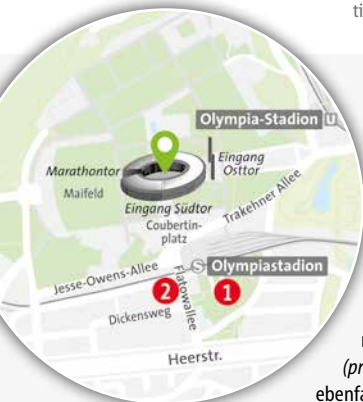 ti
Olympia-Stadion U
Eingang
Osttor
Marathontor
Maifeld
Eingang Südtor
Coubertin-
platz
Trakehner Allee
S Olympiastadion
Jesse-Owens-Allee
Flatowallee
2 1
Dickensweg
Heerstr.
(pr
ebenfa